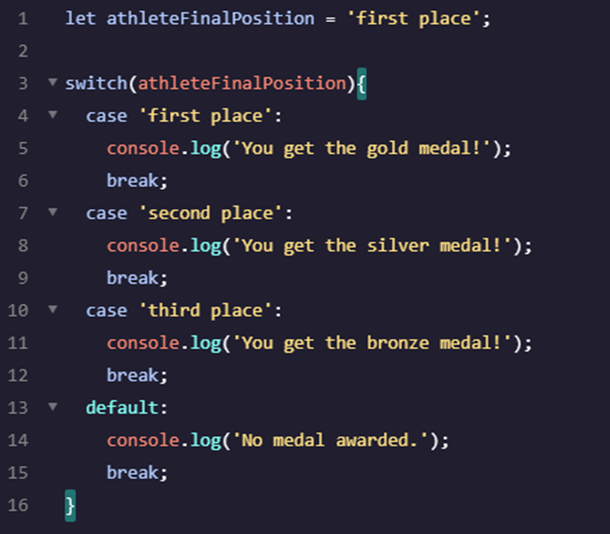 1 let athleteFinalPosition = 'first place';
2
3 switch(athleteFinalPosition){
4   case 'first place':
5     console.log('You get the gold medal!');
6     break;
7   case 'second place':
8     console.log('You get the silver medal!');
9     break;
10   case 'third place':
11     console.log('You get the bronze medal!');
12     break;
13   default:
14     console.log('No medal awarded.');
15     break;
16 }